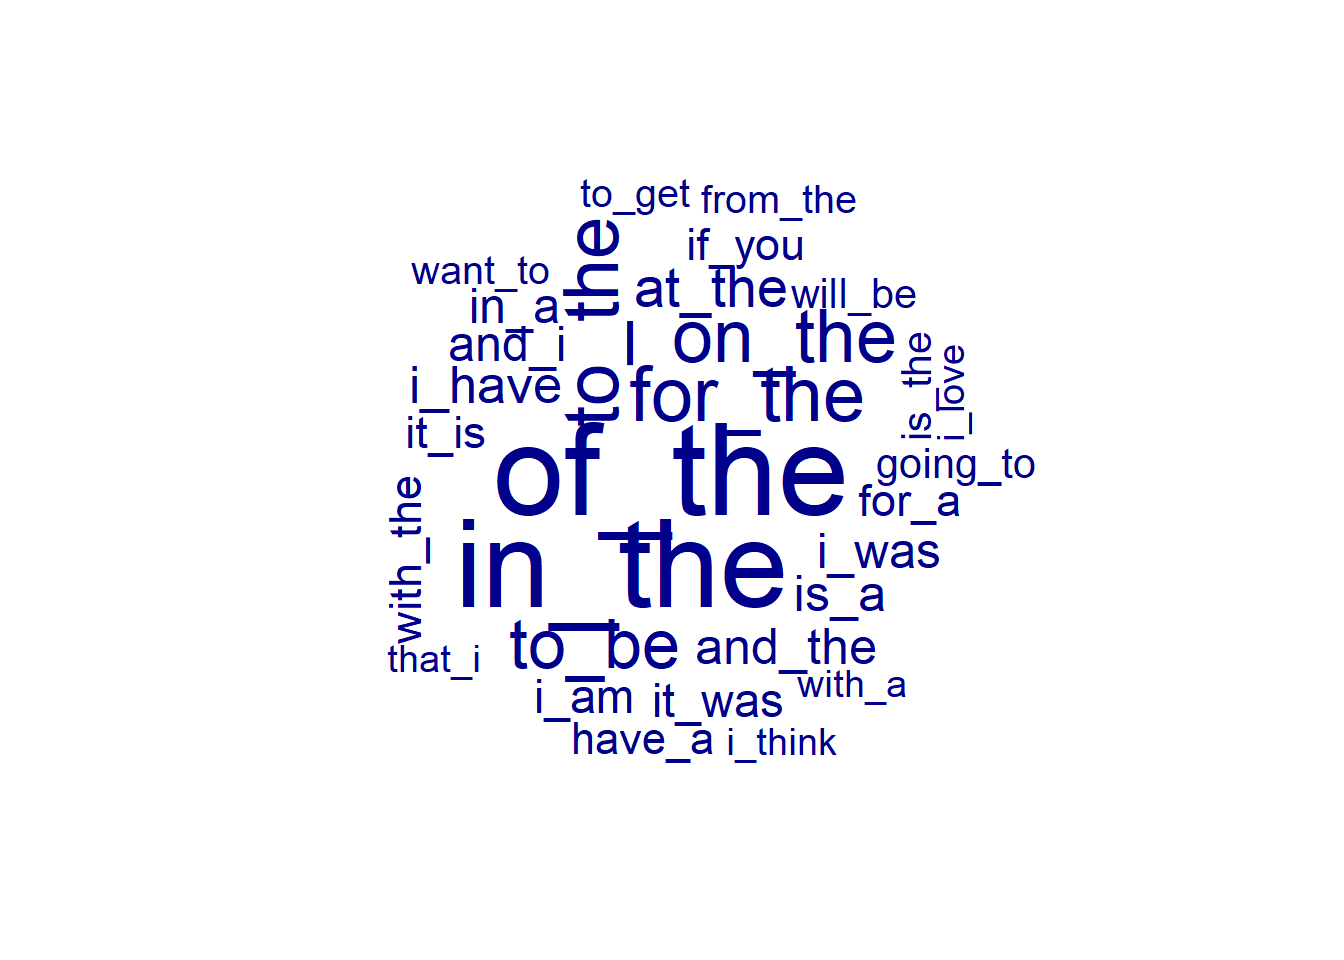 to_get
from_the
if_you
want_to
to_the
at_the
will_be
in_a
on_the
and_i
is_the
i_love
i_have
for_the
it_is
of_the
going_to
for_a
with_the
in_the
i_was
is_a
to_be
and_the
that_i
with_a
i_am
it_was
have_a
i_think